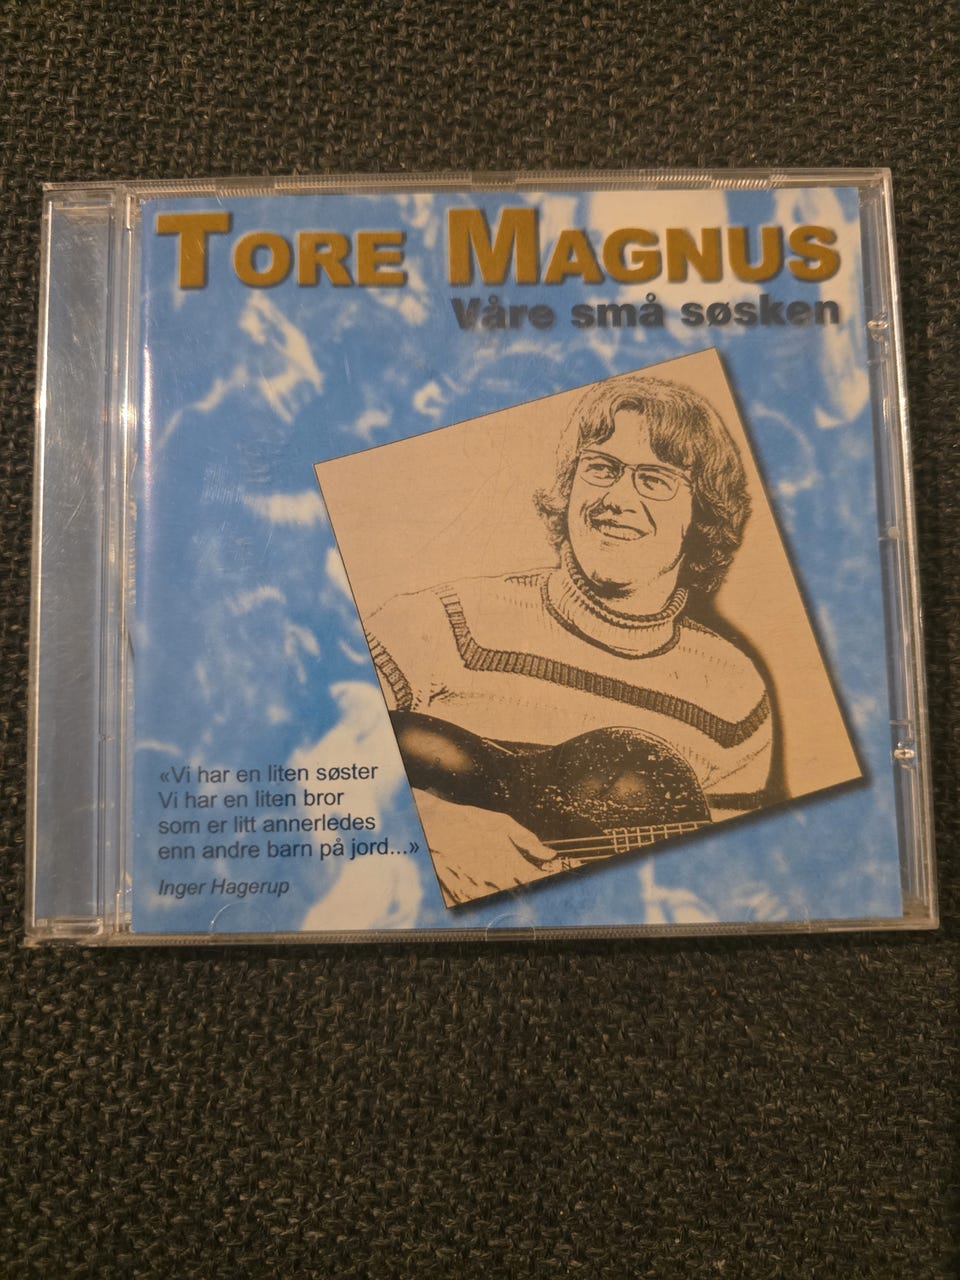 TORE MAGNUS
Våre små søsken
«Vi har en liten søster
Vi har en liten bror
som er litt annerledes
enn andre barn på jord...»
Inger Hagerup